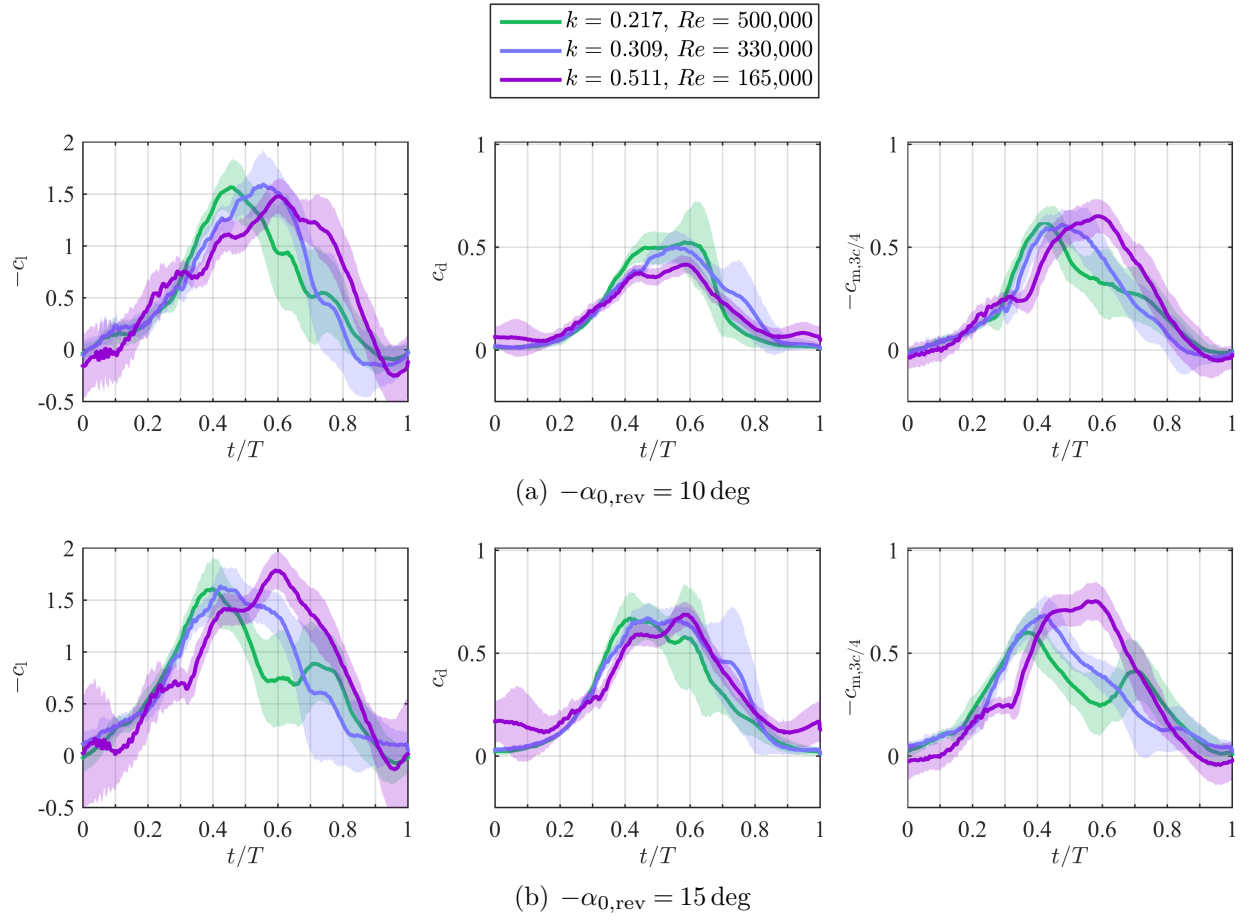 k = 0.217, Re = 500,000
k = 0.309, Re = 330,000
k = 0.511, Re = 165,000
−c_l
2
1.5
1
0.5
0
-0.5
0 0.2 0.4 0.6 0.8 1
t/T
c_d
1
0.5
0
0 0.2 0.4 0.6 0.8 1
t/T
−c_m,3c/4
1
0.5
0
0 0.2 0.4 0.6 0.8 1
t/T
(a) −α_0,rev = 10 deg
−c_l
2
1.5
1
0.5
0
-0.5
0 0.2 0.4 0.6 0.8 1
t/T
c_d
1
0.5
0
0 0.2 0.4 0.6 0.8 1
t/T
−c_m,3c/4
1
0.5
0
0 0.2 0.4 0.6 0.8 1
t/T
(b) −α_0,rev = 15 deg